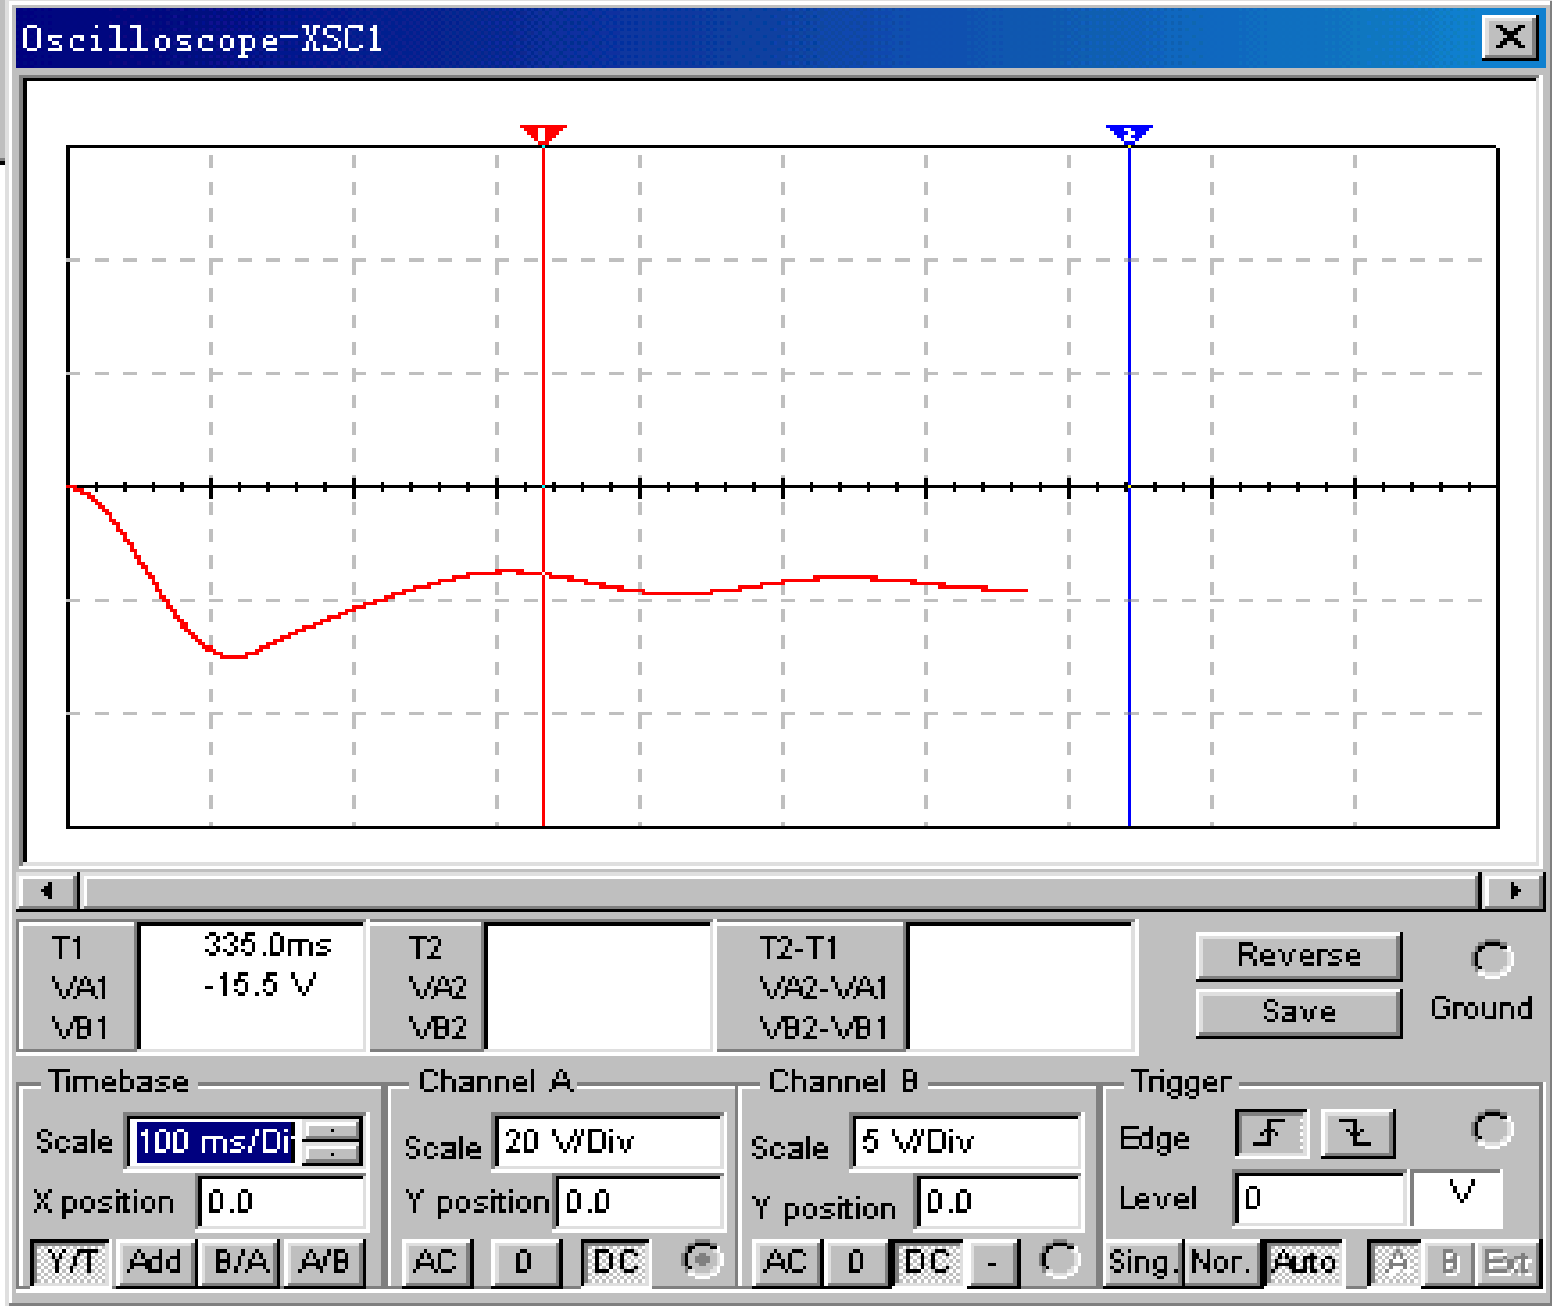 Oscilloscope-XSC1
1 2
T1 335.0ms T2 T2-T1 Reverse
VA1 -15.5 V VA2 VA2-VA1
VB1 VB2 VB2-VB1 Save Ground
Timebase Channel A Channel B Trigger
Scale 100 ms/Di Scale 20 V/Div Scale 5 V/Div Edge
X position 0.0 Y position 0.0 Y position 0.0 Level 0 V
Y/T Add B/A A/B AC 0 DC AC 0 DC - Sing. Nor. Auto A B Ext